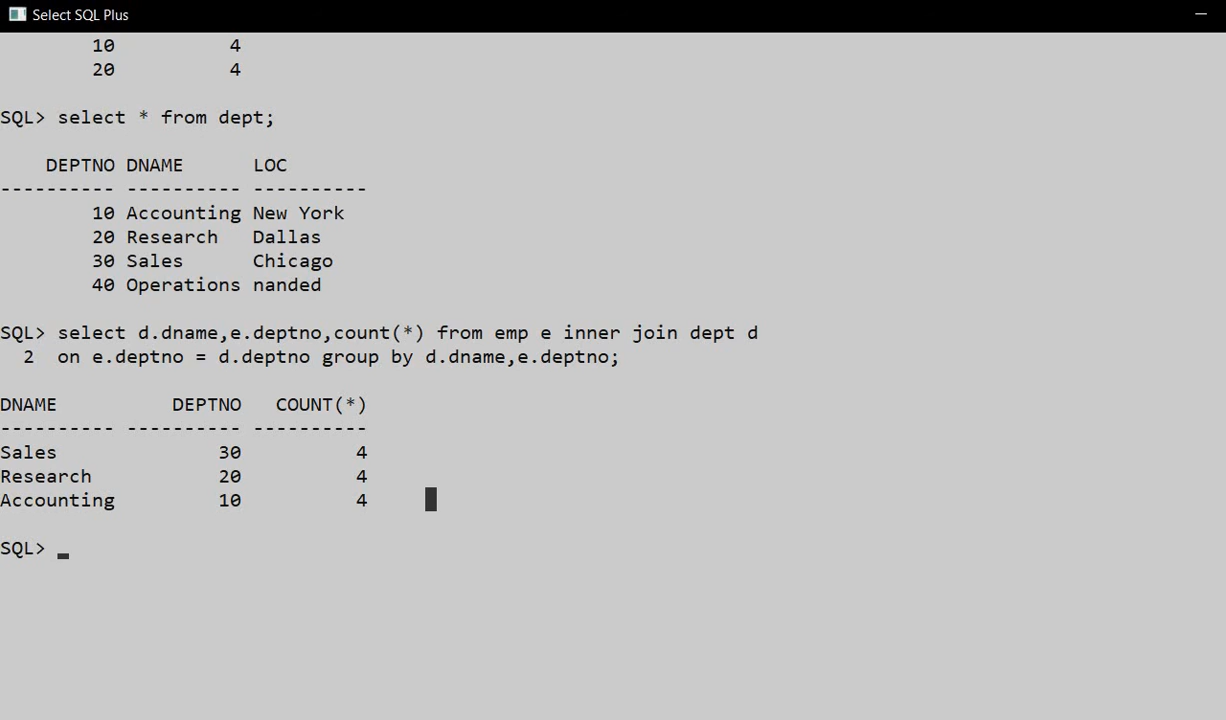 Select SQL Plus
10 4
20 4
SQL> select * from dept;
DEPTNO DNAME LOC
---------- ---------- ----------
10 Accounting New York
20 Research Dallas
30 Sales Chicago
40 Operations nanded
SQL> select d.dname,e.deptno,count(*) from emp e inner join dept d
2 on e.deptno = d.deptno group by d.dname,e.deptno;
DNAME DEPTNO COUNT(*)
---------- ---------- ----------
Sales 30 4
Research 20 4
Accounting 10 4
SQL> _